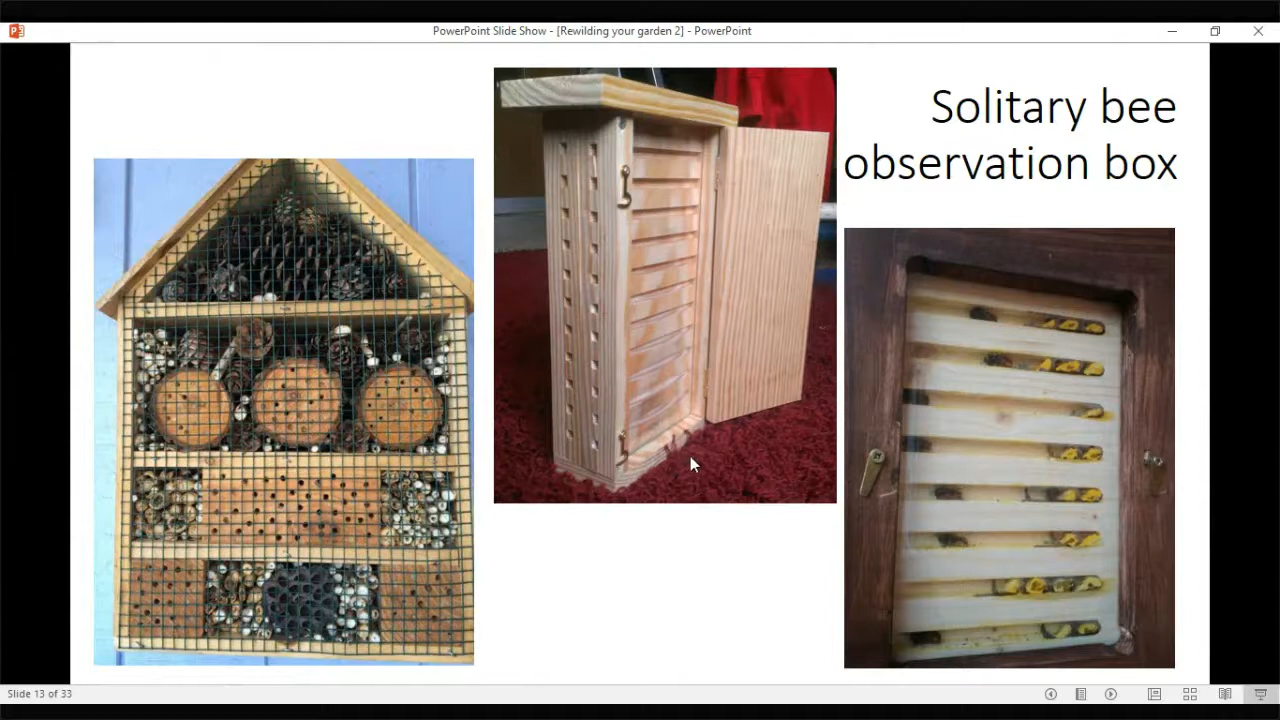 PowerPoint Slide Show - [Rewilding your garden 2] - PowerPoint
Solitary bee
observation box
Slide 13 of 33